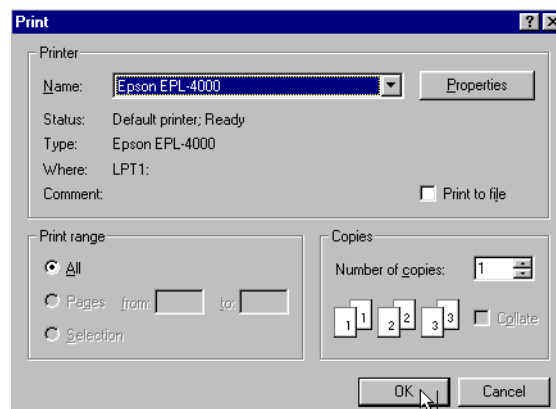 Print
Printer
Name: Epson EPL-4000 Properties
Status: Default printer; Ready
Type: Epson EPL-4000
Where: LPT1:
Comment: Print to file
Print range
All
Pages from: to:
Selection
Copies
Number of copies: 1
1 1 2 2 3 3 Collate
OK Cancel